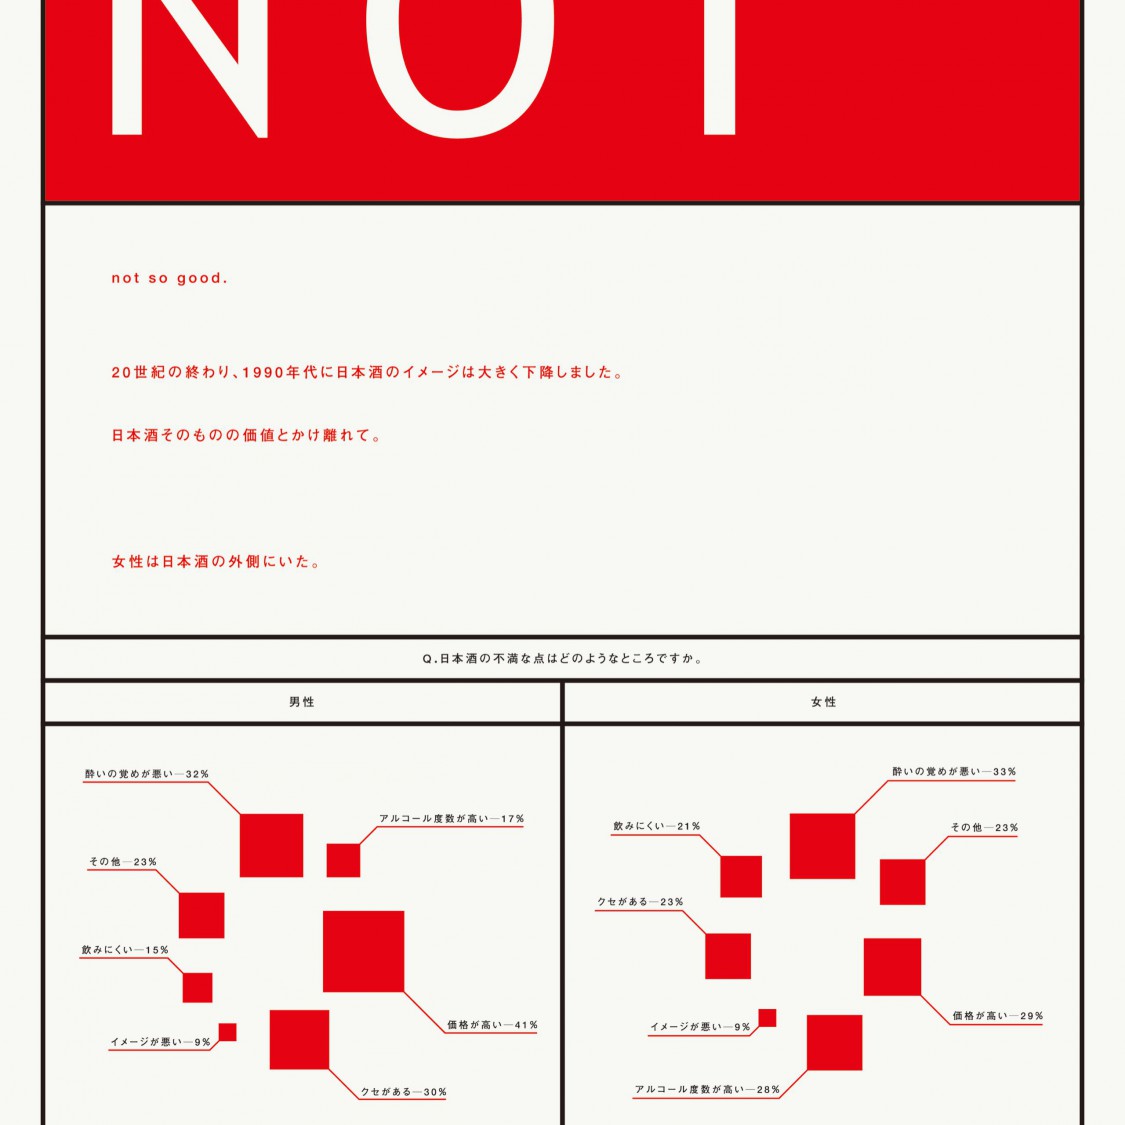 NOT
not so good.
20世紀の終わり、1990年代に日本酒のイメージは大きく下降しました。
日本酒そのものの価値とかけ離れて。
女性は日本酒の外側にいた。
Q.日本酒の不満な点はどのようなところですか。
男性
酔いの覚めが悪い—32%
アルコール度数が高い—17%
その他—23%
飲みにくい—15%
価格が高い—41%
イメージが悪い—9%
クセがある—30%
女性
酔いの覚めが悪い—33%
飲みにくい—21%
その他—23%
クセがある—23%
価格が高い—29%
イメージが悪い—9%
アルコール度数が高い—28%